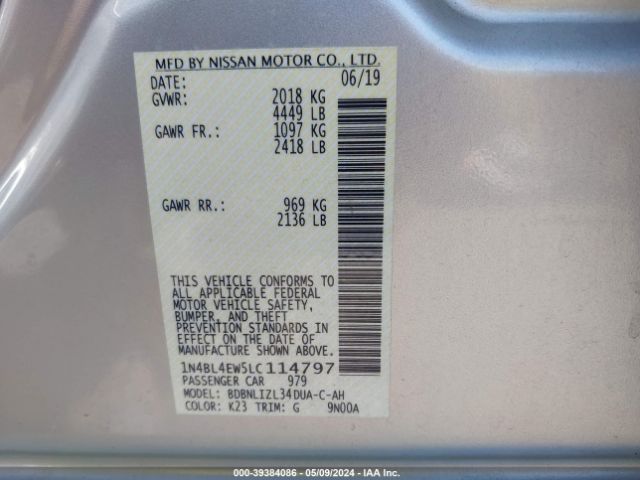 MFD BY NISSAN MOTOR CO., LTD.
DATE: 06/19
GVWR: 2018 KG
4449 LB
GAWR FR.: 1097 KG
2418 LB
GAWR RR.: 969 KG
2136 LB
THIS VEHICLE CONFORMS TO
ALL APPLICABLE FEDERAL
MOTOR VEHICLE SAFETY,
BUMPER, AND THEFT
PREVENTION STANDARDS IN
EFFECT ON THE DATE OF
MANUFACTURE SHOWN ABOVE.
1N4BL4EW5LC114797
PASSENGER CAR 979
MODEL: BDBNLIZL34DUA-C-AH
COLOR: K23 TRIM: G 9N00A
000-39384086 - 05/09/2024 - IAA Inc.